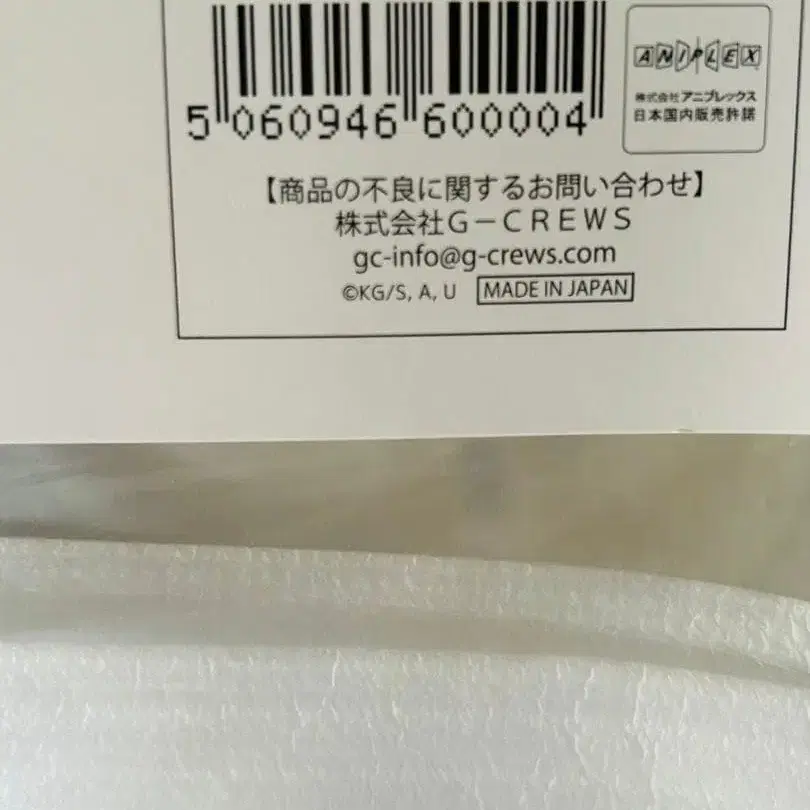 5 060946 600004
ANIPLEX
株式会社アニプレックス
日本国内販売許諾
【商品の不良に関するお問い合わせ】
株式会社G－CREWS
gc-info@g-crews.com
©KG/S, A, U MADE IN JAPAN